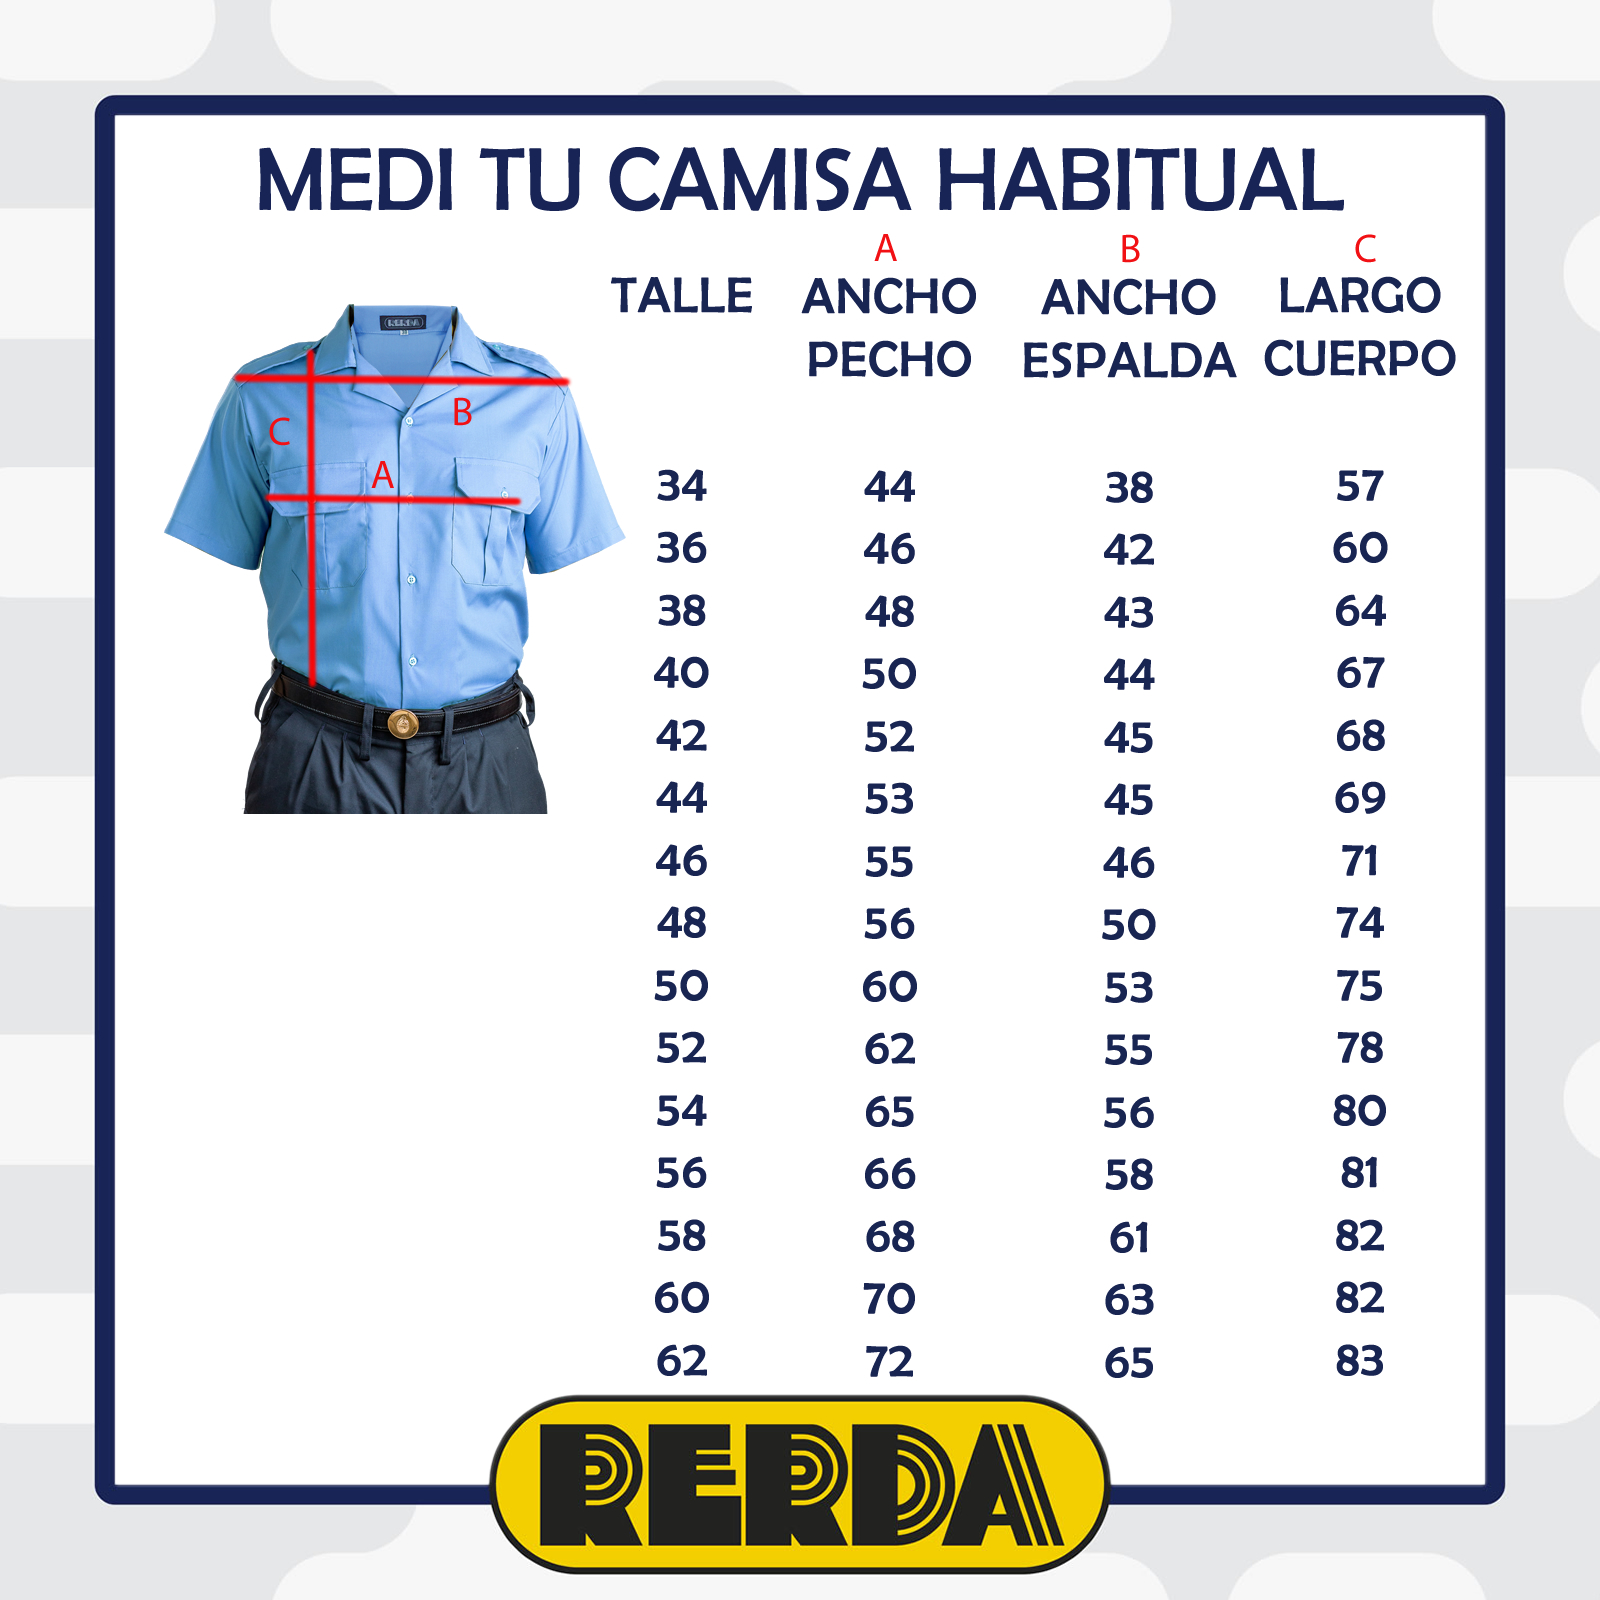 MEDI TU CAMISA HABITUAL
A B C
TALLE ANCHO PECHO ANCHO ESPALDA LARGO CUERPO
RERDA
C
B
A
34 44 38 57
36 46 42 60
38 48 43 64
40 50 44 67
42 52 45 68
44 53 45 69
46 55 46 71
48 56 50 74
50 60 53 75
52 62 55 78
54 65 56 80
56 66 58 81
58 68 61 82
60 70 63 82
62 72 65 83
RERDA